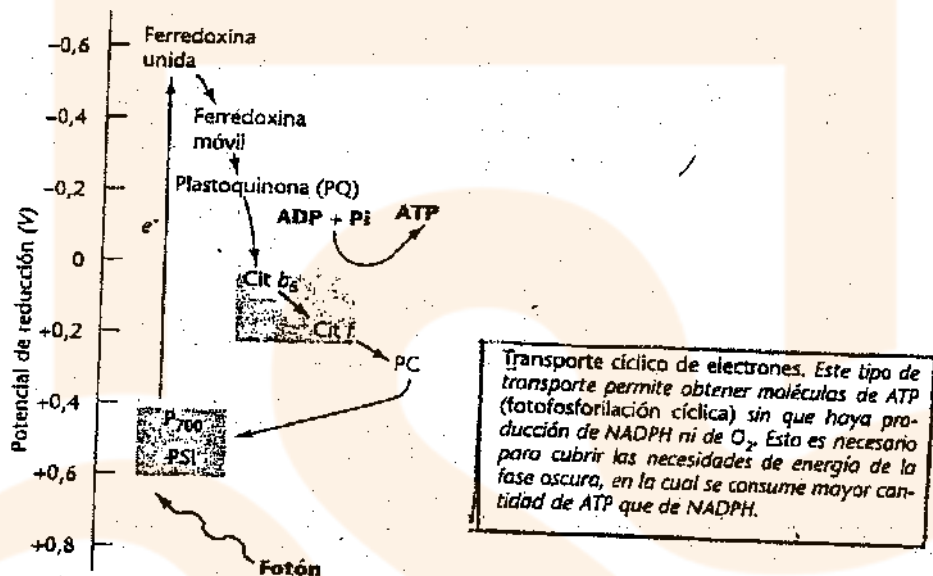 Potencial de reducción (V)
−0,6
−0,4
−0,2
0
+0,2
+0,4
+0,6
+0,8
Ferredoxina
unida
Ferredoxina
móvil
Plastoquinona (PQ)
ADP + Pi
ATP
e-
Cit b6
Cit f
PC
P700
PSI
Fotón
Transporte cíclico de electrones. Este tipo de
transporte permite obtener moléculas de ATP
(fotofosforilación cíclica) sin que haya pro-
ducción de NADPH ni de O2. Esto es necesario
para cubrir las necesidades de energía de la
fase oscura, en la cual se consume mayor can-
tidad de ATP que de NADPH.